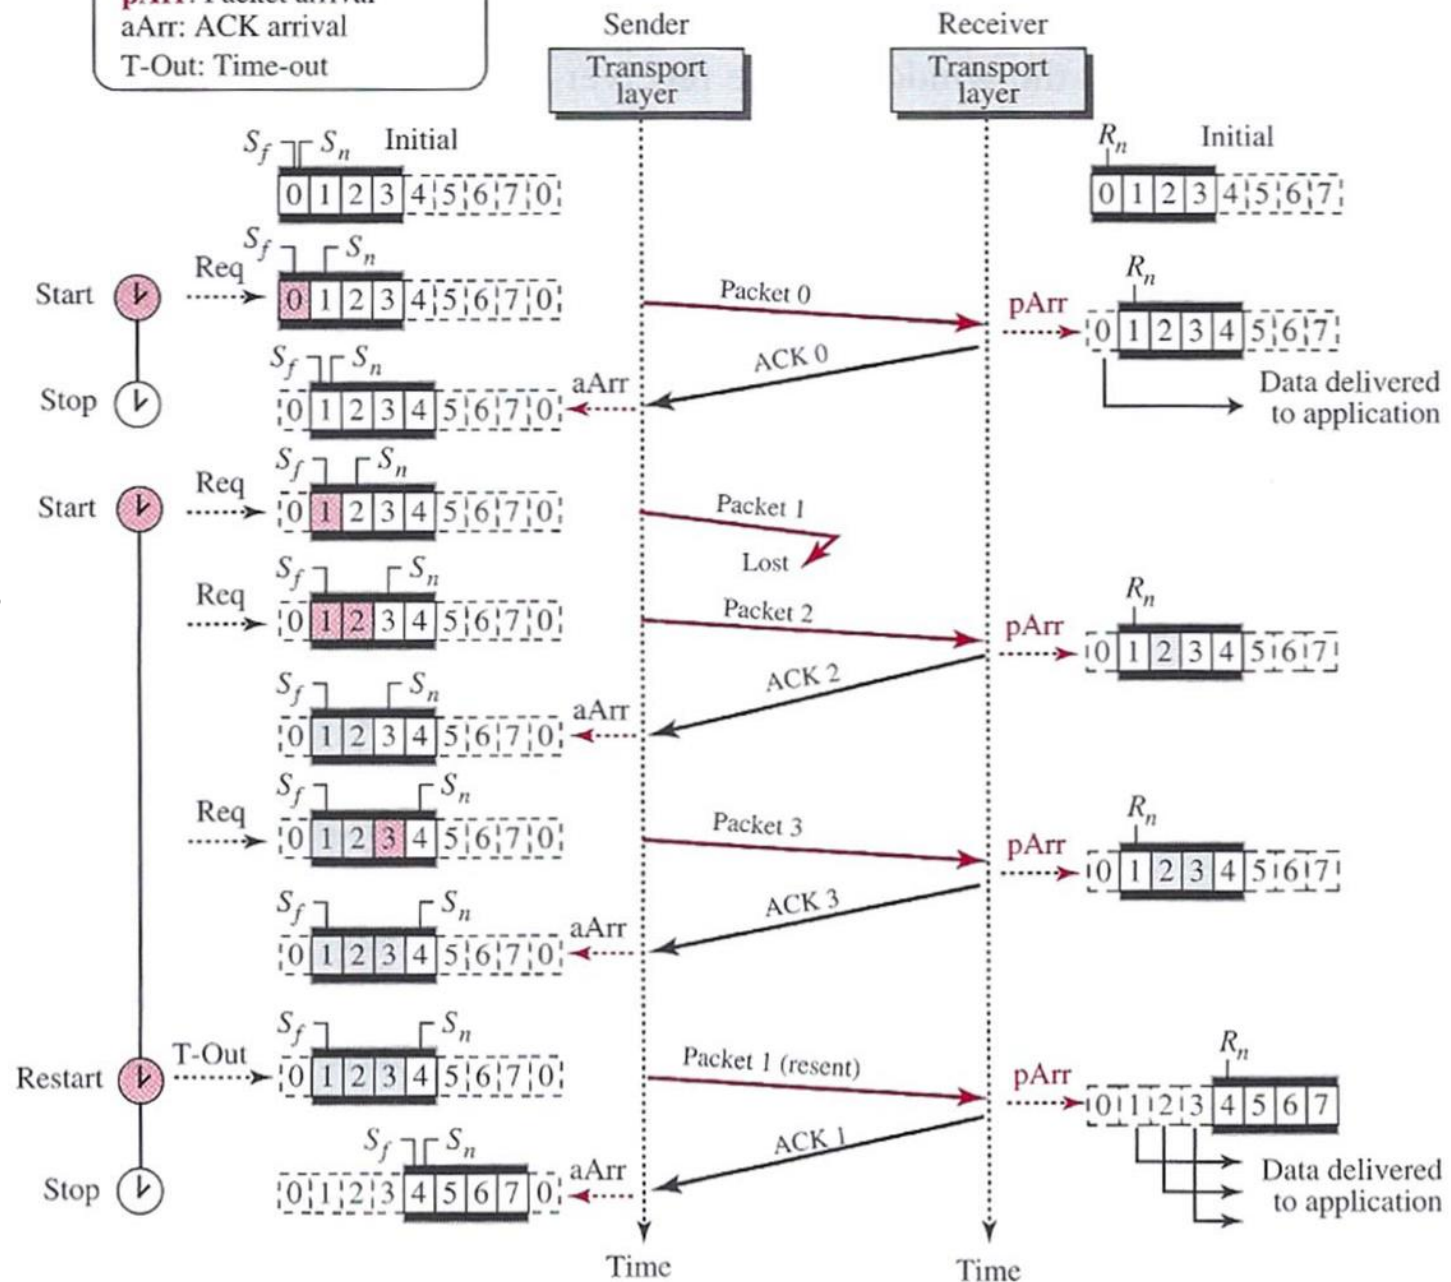 pArr: Packet arrival
aArr: ACK arrival
T-Out: Time-out
Sender
Receiver
Transport
layer
Transport
layer
Sf Sn Initial
0 1 2 3 4 5 6 7 0
Rn Initial
0 1 2 3 4 5 6 7
Start
Req
Sf Sn
0 1 2 3 4 5 6 7 0
Packet 0
pArr
Rn
0 1 2 3 4 5 6 7
Data delivered
to application
ACK 0
Stop
Sf Sn
0 1 2 3 4 5 6 7 0
aArr
Start
Req
Sf Sn
0 1 2 3 4 5 6 7 0
Packet 1
Lost
Req
Sf Sn
0 1 2 3 4 5 6 7 0
Packet 2
pArr
Rn
0 1 2 3 4 5 6 7
ACK 2
Sf Sn
0 1 2 3 4 5 6 7 0
aArr
Req
Sf Sn
0 1 2 3 4 5 6 7 0
Packet 3
pArr
Rn
0 1 2 3 4 5 6 7
ACK 3
Sf Sn
0 1 2 3 4 5 6 7 0
aArr
Restart
T-Out
Sf Sn
0 1 2 3 4 5 6 7 0
Packet 1 (resent)
pArr
Rn
0 1 2 3 4 5 6 7
Data delivered
to application
ACK 1
Stop
Sf Sn
0 1 2 3 4 5 6 7 0
aArr
Time
Time